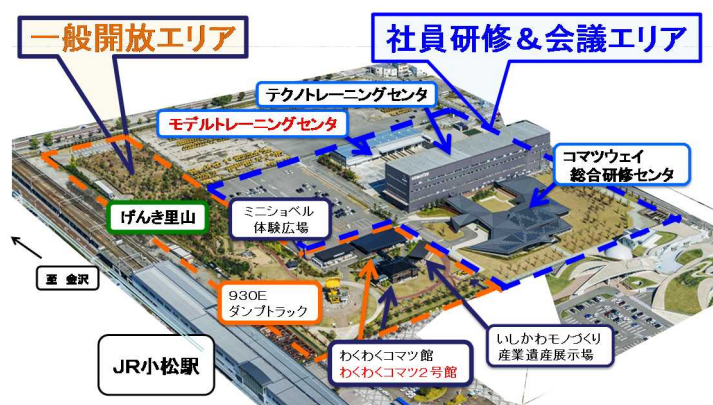 一般開放エリア
社員研修&会議エリア
テクノトレーニングセンタ
モデルトレーニングセンタ
コマツウェイ
総合研修センタ
げんき里山
ミニショベル
体験広場
至 金沢
930E
ダンプトラック
わくわくコマツ館
わくわくコマツ2号館
いしかわモノづくり
産業遺産展示場
JR小松駅
KOMATSU